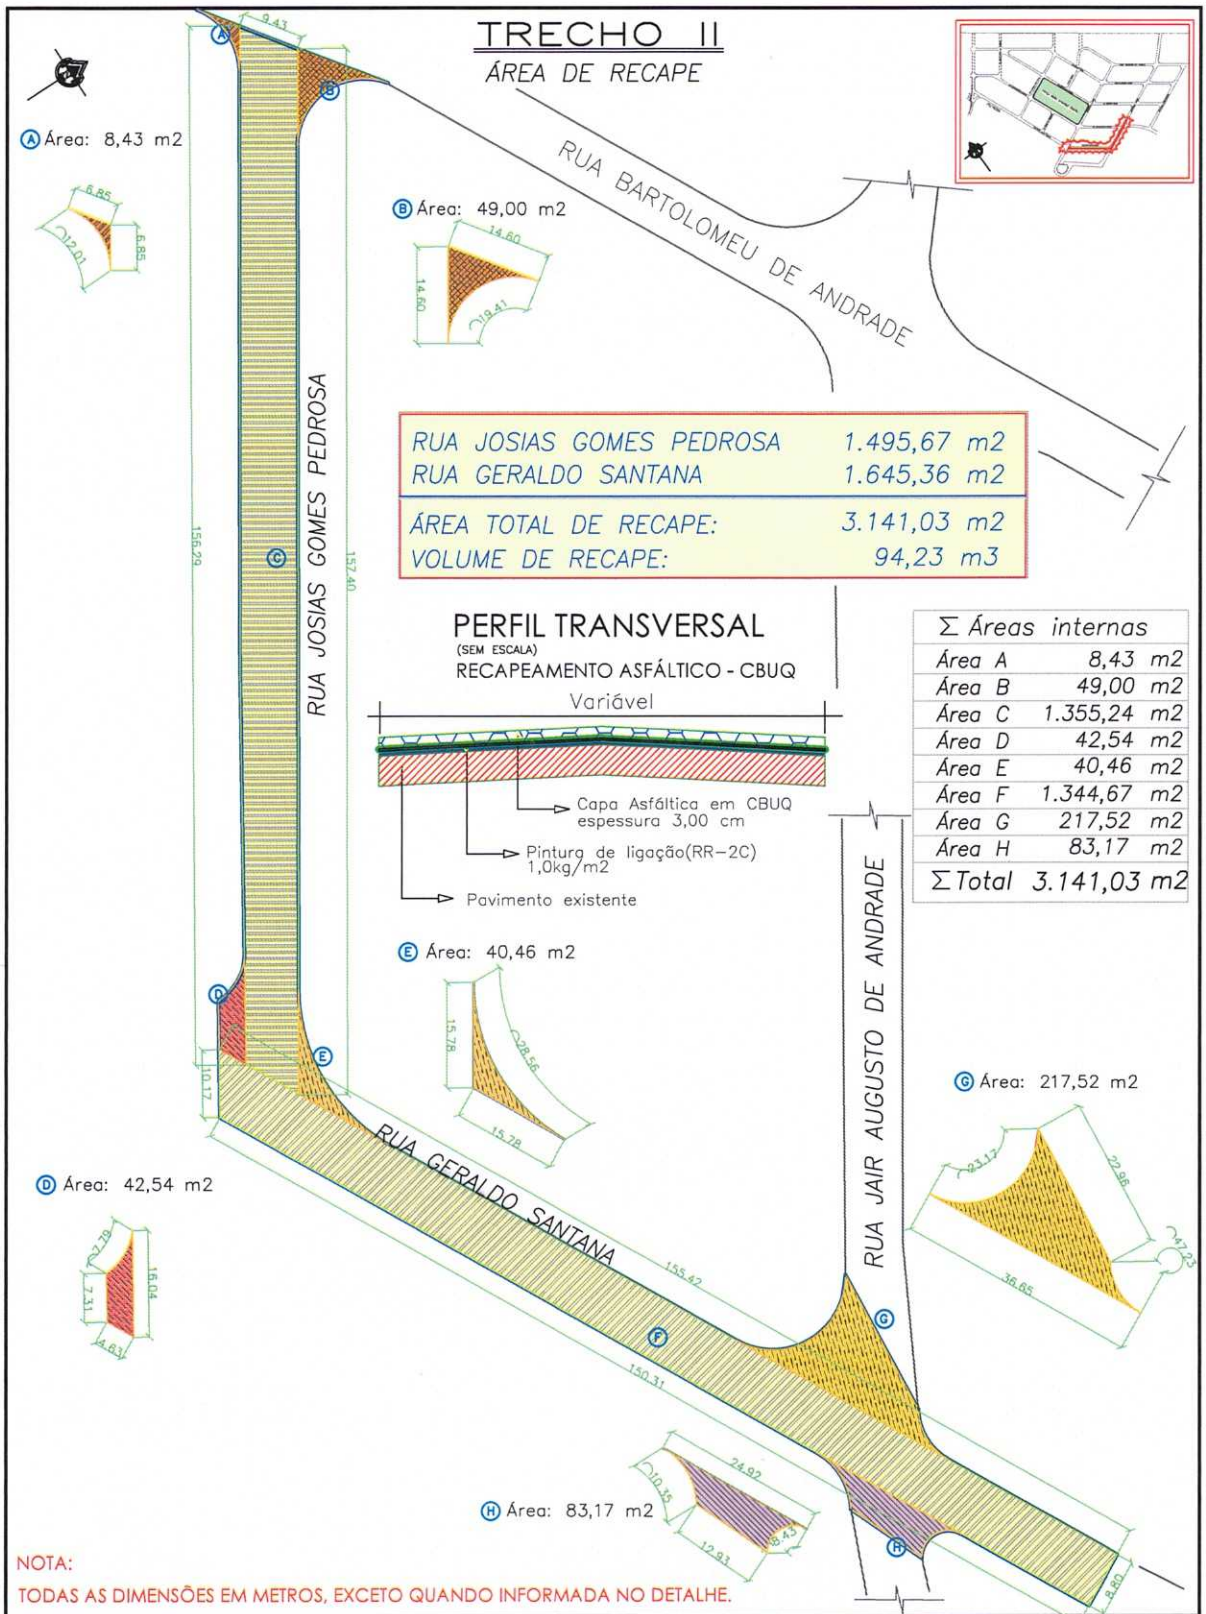 TRECHO II
ÁREA DE RECAPE
9.43
A
B
A Área: 8,43 m2
6.85
6.85
12.01
B Área: 49,00 m2
14.60
14.60
19.41
RUA BARTOLOMEU DE ANDRADE
RUA JOSIAS GOMES PEDROSA
156.29
157.40
C
RUA JOSIAS GOMES PEDROSA 1.495,67 m2
RUA GERALDO SANTANA 1.645,36 m2
ÁREA TOTAL DE RECAPE: 3.141,03 m2
VOLUME DE RECAPE: 94,23 m3
PERFIL TRANSVERSAL
(SEM ESCALA)
RECAPEAMENTO ASFÁLTICO - CBUQ
Variável
Capa Asfáltica em CBUQ
espessura 3,00 cm
Pintura de ligação(RR-2C)
1,0kg/m2
Pavimento existente
Σ Áreas internas
Área A 8,43 m2
Área B 49,00 m2
Área C 1.355,24 m2
Área D 42,54 m2
Área E 40,46 m2
Área F 1.344,67 m2
Área G 217,52 m2
Área H 83,17 m2
Σ Total 3.141,03 m2
E Área: 40,46 m2
15.78
28.56
15.78
D
E
10.17
RUA JAIR AUGUSTO DE ANDRADE
G Área: 217,52 m2
23.17
22.96
47.23
36.65
RUA GERALDO SANTANA
D Área: 42,54 m2
7.79
7.31
16.04
4.63
155.42
F
G
150.31
H Área: 83,17 m2
24.92
10.35
12.93
8.43
H
8.80
NOTA:
TODAS AS DIMENSÕES EM METROS, EXCETO QUANDO INFORMADA NO DETALHE.